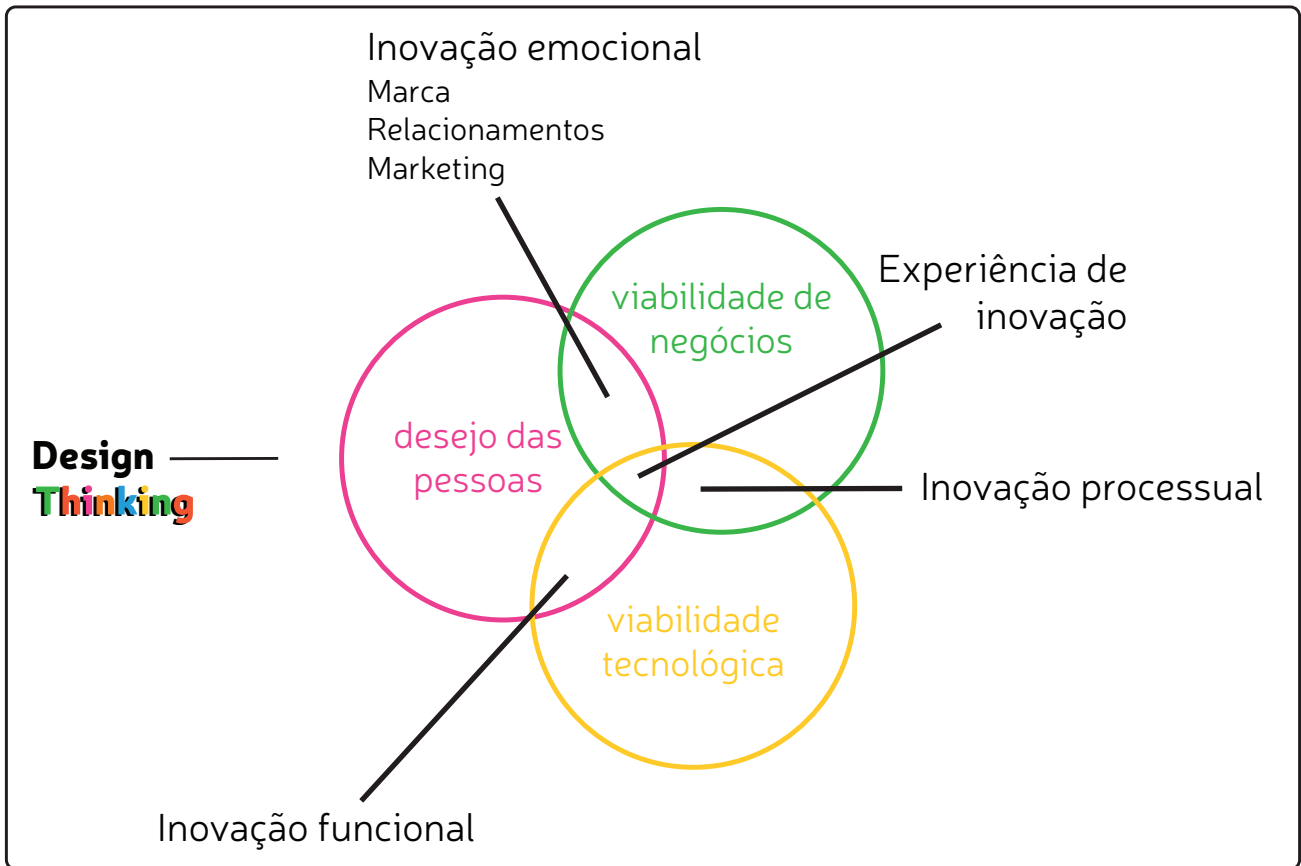 Inovação emocional
Marca
Relacionamentos
Marketing
viabilidade de
negócios
Experiência de
inovação
desejo das
pessoas
Design
Thinking
Inovação processual
viabilidade
tecnológica
Inovação funcional